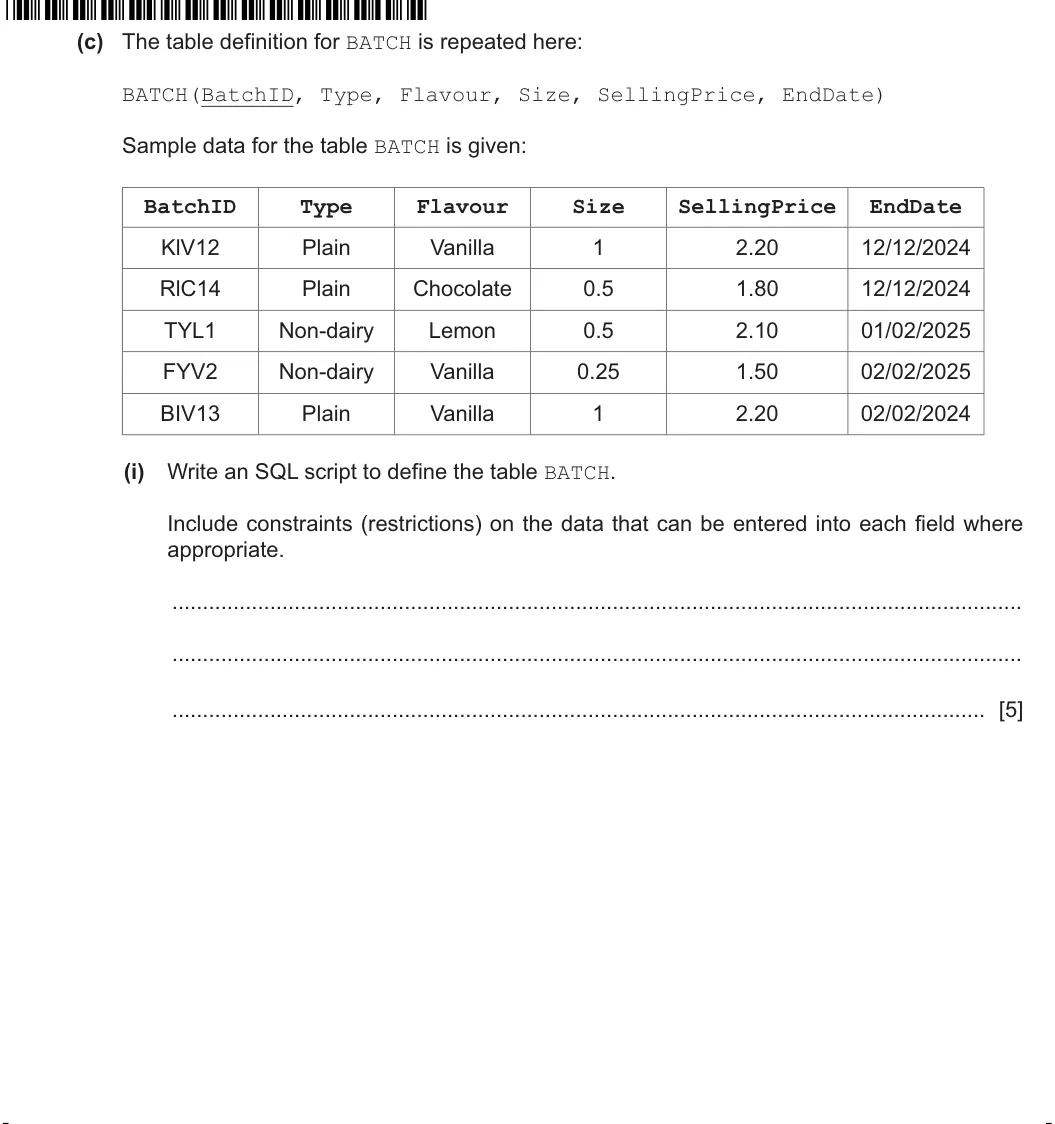 (c) The table definition for BATCH is repeated here:
BATCH(BatchID, Type, Flavour, Size, SellingPrice, EndDate)
Sample data for the table BATCH is given:
BatchID Type Flavour Size SellingPrice EndDate
KIV12 Plain Vanilla 1 2.20 12/12/2024
RIC14 Plain Chocolate 0.5 1.80 12/12/2024
TYL1 Non-dairy Lemon 0.5 2.10 01/02/2025
FYV2 Non-dairy Vanilla 0.25 1.50 02/02/2025
BIV13 Plain Vanilla 1 2.20 02/02/2024
(i) Write an SQL script to define the table BATCH.
Include constraints (restrictions) on the data that can be entered into each field where
appropriate.
[5]